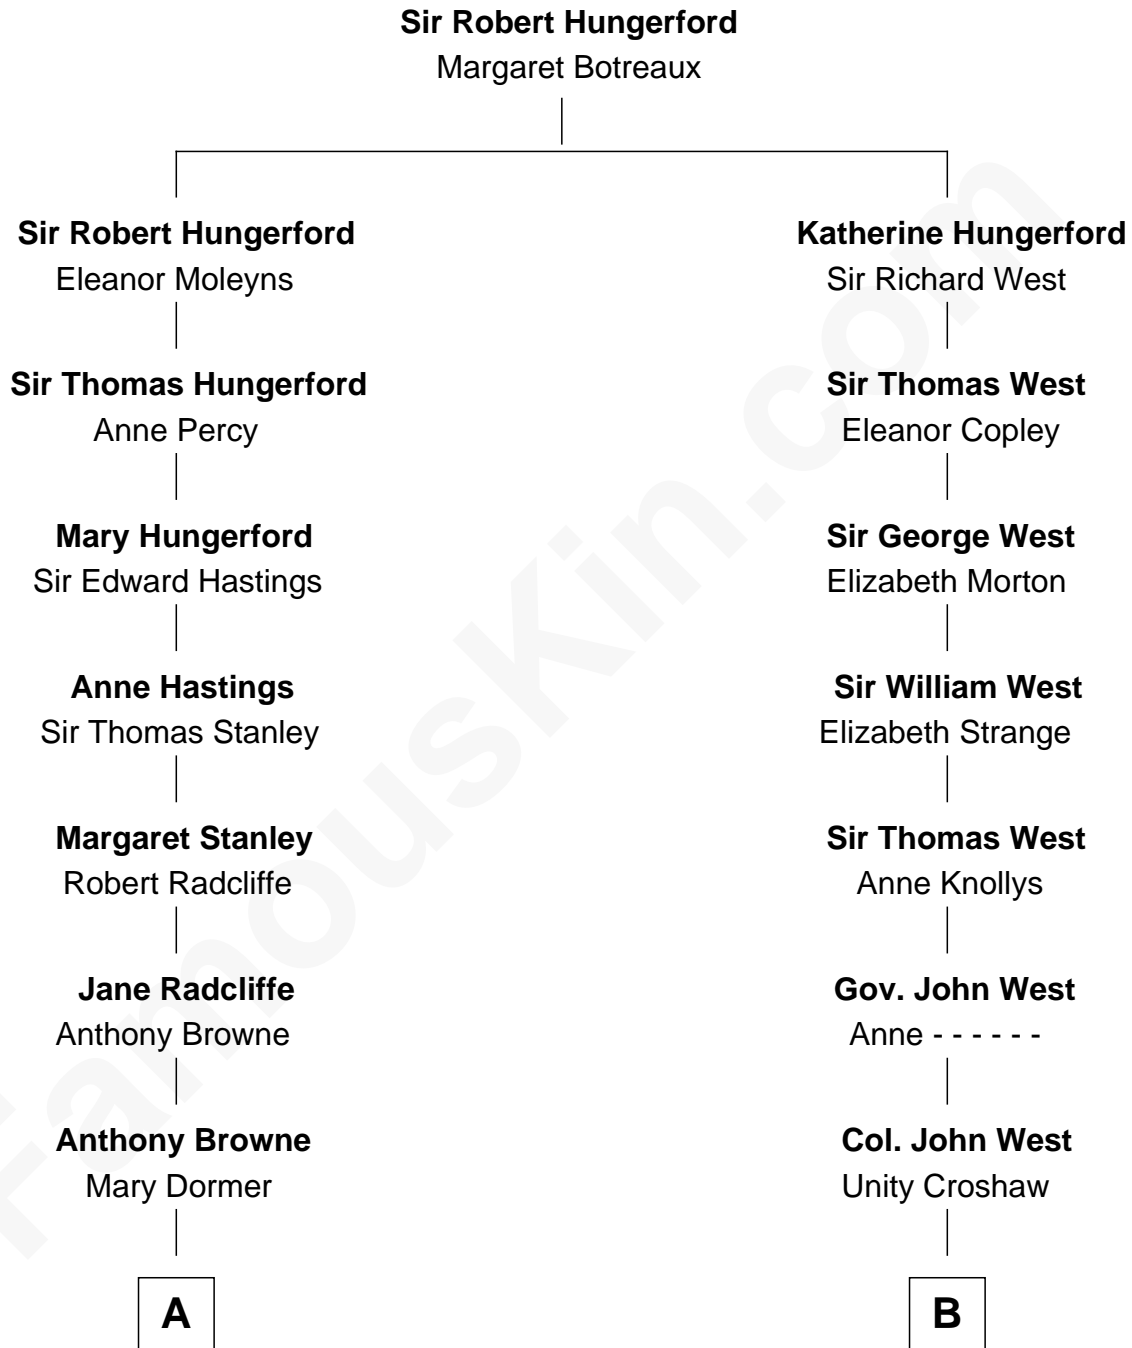 Sir Robert Hungerford
Margaret Botreaux
Sir Robert Hungerford
Eleanor Moleyns
Katherine Hungerford
Sir Richard West
Sir Thomas Hungerford
Anne Percy
Sir Thomas West
Eleanor Copley
Mary Hungerford
Sir Edward Hastings
Sir George West
Elizabeth Morton
Anne Hastings
Sir Thomas Stanley
Sir William West
Elizabeth Strange
Margaret Stanley
Robert Radcliffe
Sir Thomas West
Anne Knollys
Jane Radcliffe
Anthony Browne
Gov. John West
Anne - - - - - -
Anthony Browne
Mary Dormer
Col. John West
Unity Croshaw
A
B
FamousKin.com